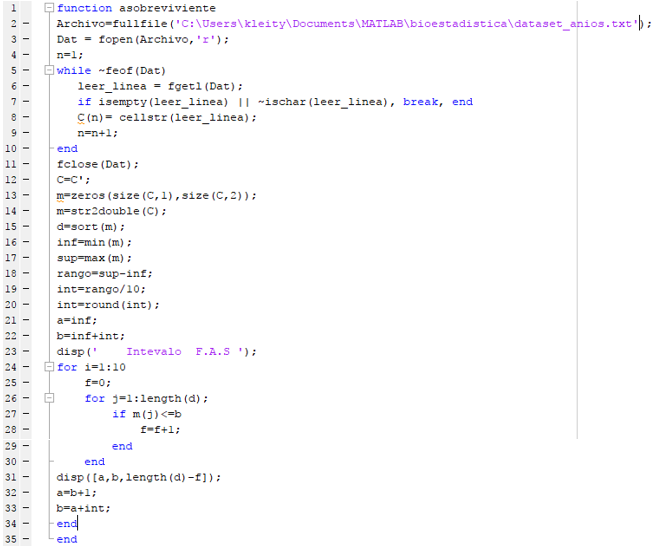 1 − function asobreviviente
2 − Archivo=fullfile('C:\Users\kleity\Documents\MATLAB\bioestadistica\dataset_anios.txt');
3 − Dat = fopen(Archivo,'r');
4 − n=1;
5 − while ~feof(Dat)
6 − leer_linea = fgetl(Dat);
7 − if isempty(leer_linea) || ~ischar(leer_linea), break, end
8 − C(n)= cellstr(leer_linea);
9 − n=n+1;
10 − end
11 − fclose(Dat);
12 − C=C';
13 − m=zeros(size(C,1),size(C,2));
14 − m=str2double(C);
15 − d=sort(m);
16 − inf=min(m);
17 − sup=max(m);
18 − rango=sup-inf;
19 − int=rango/10;
20 − int=round(int);
21 − a=inf;
22 − b=inf+int;
23 − disp('    Intevalo  F.A.S ');
24 − for i=1:10
25 − f=0;
26 − for j=1:length(d);
27 − if m(j)<=b
28 − f=f+1;
29 − end
30 − end
31 − disp([a,b,length(d)-f]);
32 − a=b+1;
33 − b=a+int;
34 − end
35 − end